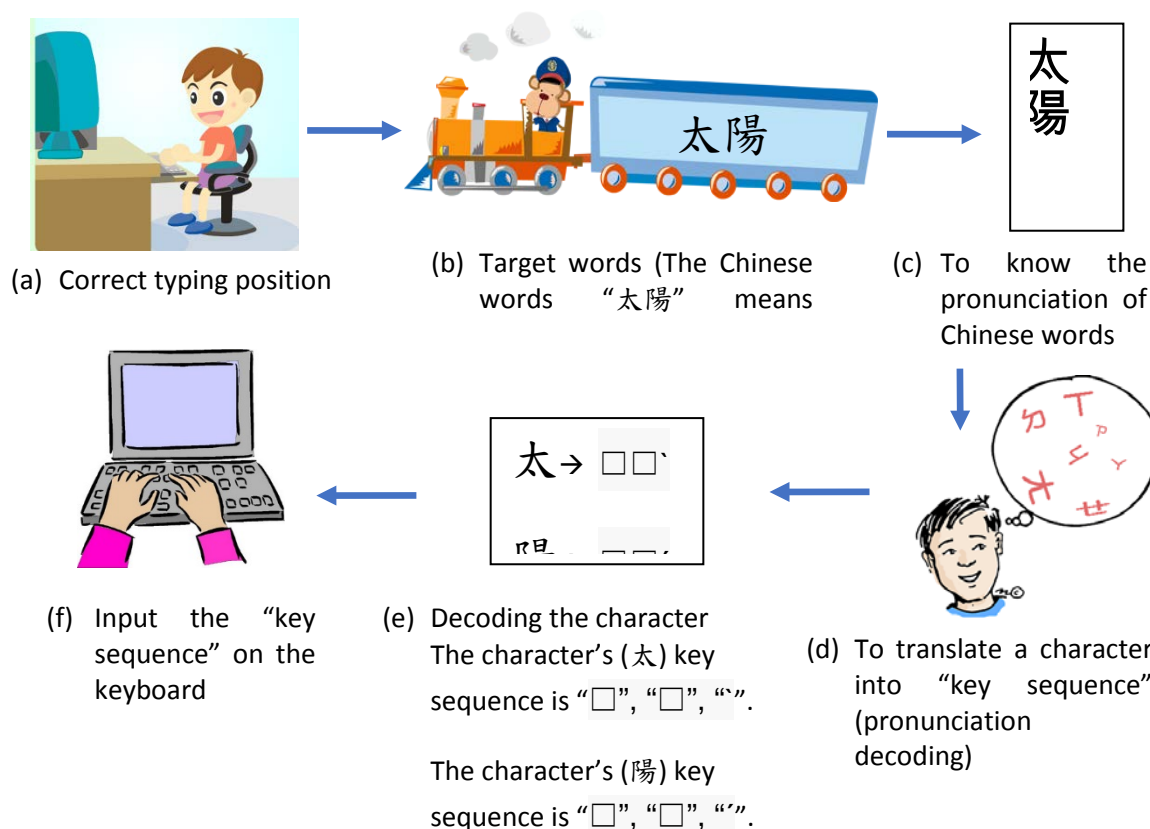 太陽
太
陽
(a) Correct typing position
(b) Target words (The Chinese
words “太陽” means
(c) To know the
pronunciation of
Chinese words
ㄉ ㄒ
ㄗ
ㄐ ㄚ
ㄤ ㄝ
太→ □□ˋ
陽 □□ˊ
(d) To translate a character
into “key sequence”
(pronunciation
decoding)
(e) Decoding the character
The character’s (太) key
sequence is “□”, “□”, “ˋ”.
The character’s (陽) key
sequence is “□”, “□”, “ˊ”.
(f) Input the “key
sequence” on the
keyboard